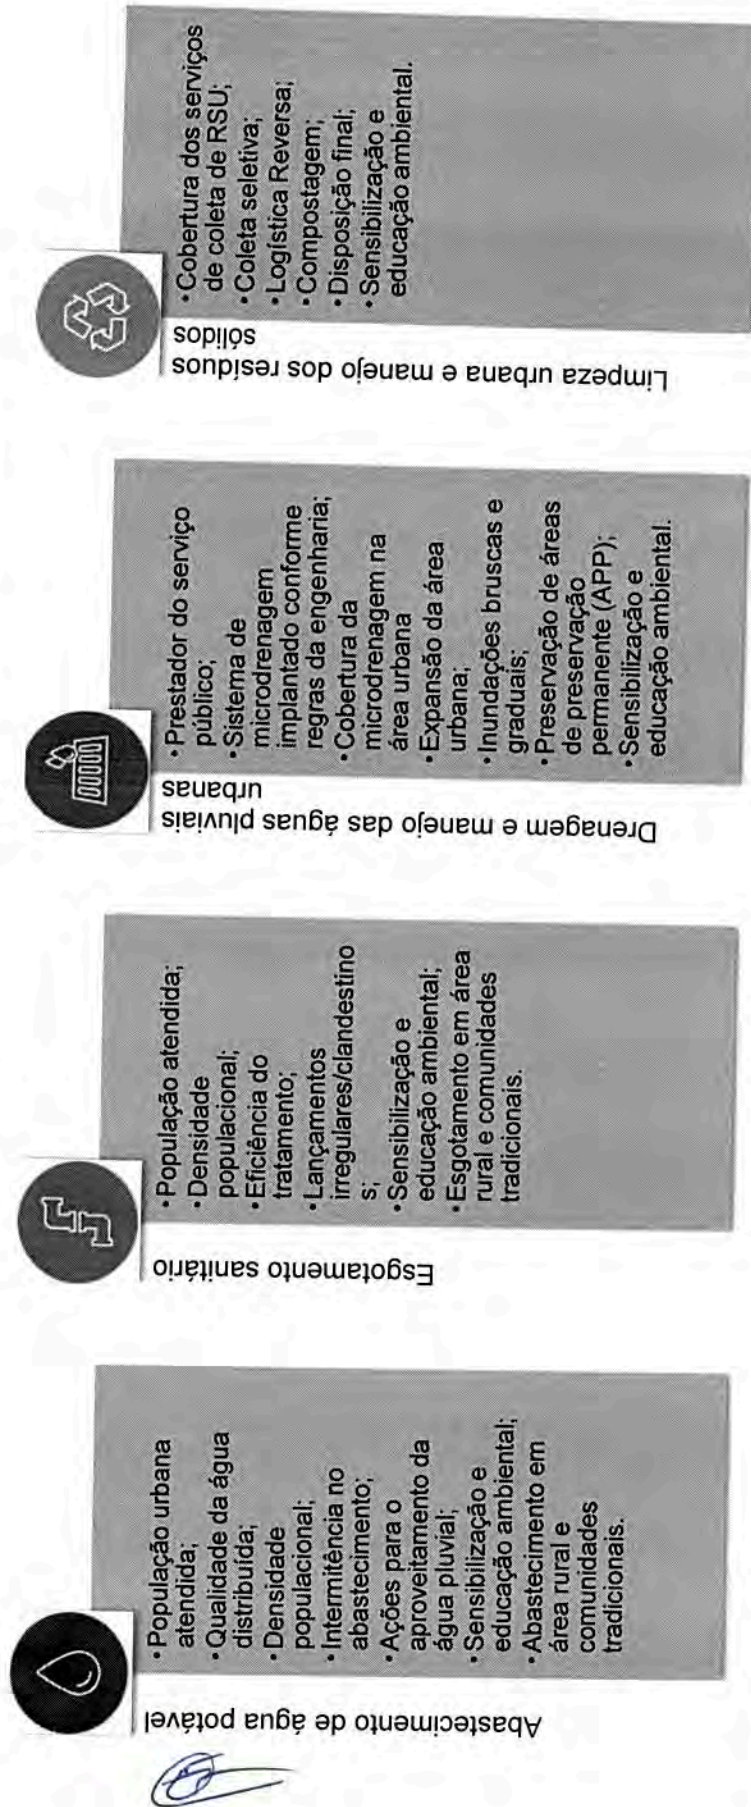 Abastecimento de água potável
•População urbana
atendida;
•Qualidade da água
distribuída;
•Densidade
populacional;
•Intermitência no
abastecimento;
•Ações para o
aproveitamento da
água pluvial;
•Sensibilização e
educação ambiental;
•Abastecimento em
área rural e
comunidades
tradicionais.
Esgotamento sanitário
•População atendida;
•Densidade
populacional;
•Eficiência do
tratamento;
•Lançamentos
irregulares/clandestino
s;
•Sensibilização e
educação ambiental;
•Esgotamento em área
rural e comunidades
tradicionais.
Drenagem e manejo das águas pluviais
urbanas
•Prestador do serviço
público;
•Sistema de
microdrenagem
implantado conforme
regras da engenharia;
•Cobertura da
microdrenagem na
área urbana
•Expansão da área
urbana;
•Inundações bruscas e
graduais;
•Preservação de áreas
de preservação
permanente (APP);
•Sensibilização e
educação ambiental.
Limpeza urbana e manejo dos resíduos
sólidos
•Cobertura dos serviços
de coleta de RSU;
•Coleta seletiva;
•Logística Reversa;
•Compostagem;
•Disposição final;
•Sensibilização e
educação ambiental.